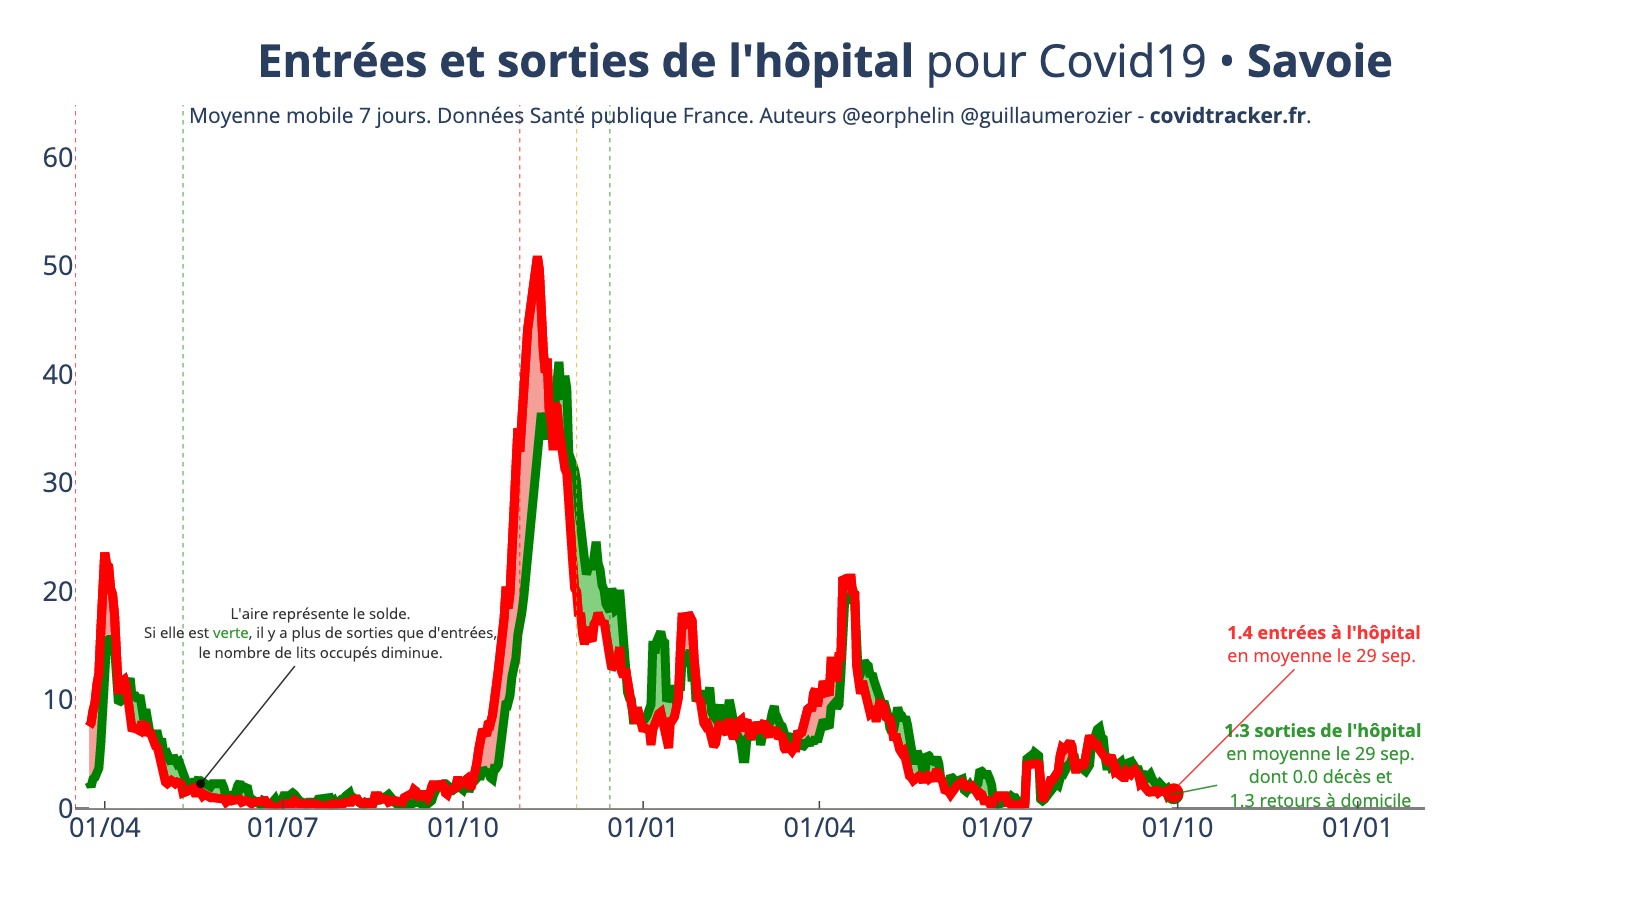 Entrées et sorties de l'hôpital pour Covid19 • Savoie
Moyenne mobile 7 jours. Données Santé publique France. Auteurs @eorphelin @guillaumerozier - covidtracker.fr.
60
50
40
30
20
10
0
L'aire représente le solde.
Si elle est verte, il y a plus de sorties que d'entrées,
le nombre de lits occupés diminue.
1.4 entrées à l'hôpital
en moyenne le 29 sep.
1.3 sorties de l'hôpital
en moyenne le 29 sep.
dont 0.0 décès et
1.3 retours à domicile
01/04
01/07
01/10
01/01
01/04
01/07
01/10
01/01